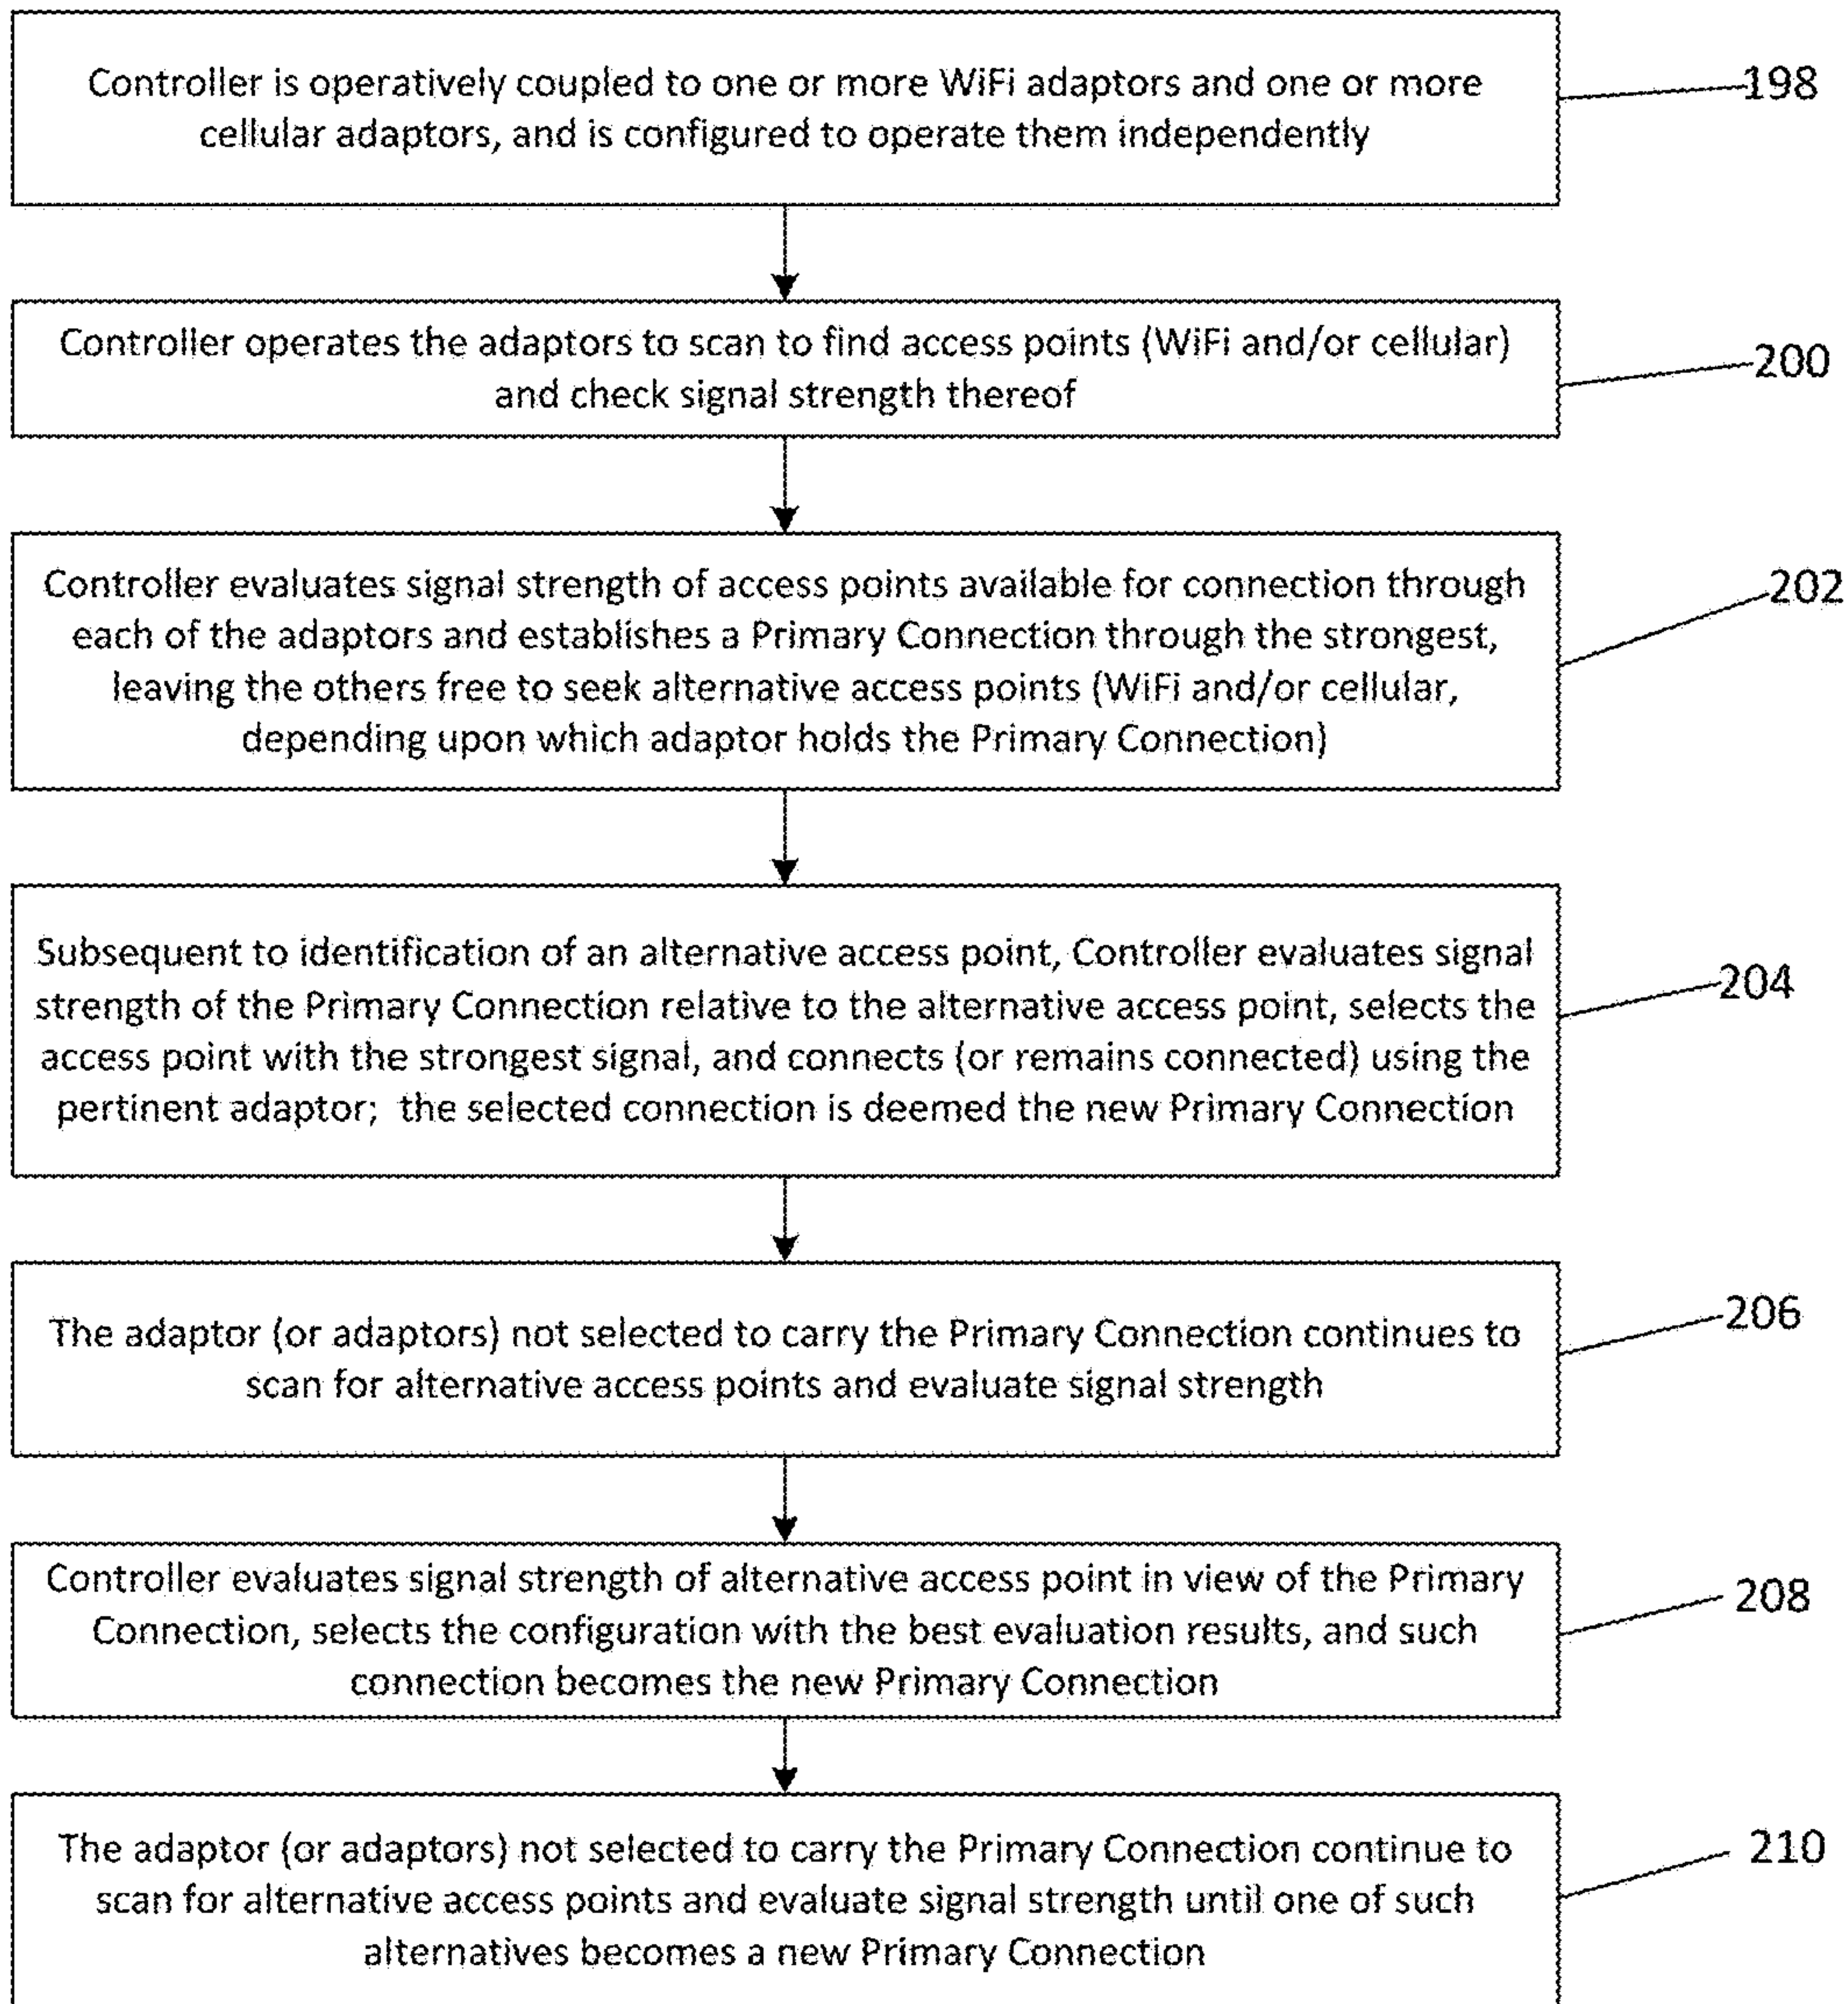 Controller is operatively coupled to one or more WiFi adaptors and one or more
cellular adaptors, and is configured to operate them independently
198
Controller operates the adaptors to scan to find access points (WiFi and/or cellular)
and check signal strength thereof
200
Controller evaluates signal strength of access points available for connection through
each of the adaptors and establishes a Primary Connection through the strongest,
leaving the others free to seek alternative access points (WiFi and/or cellular,
depending upon which adaptor holds the Primary Connection)
202
Subsequent to identification of an alternative access point, Controller evaluates signal
strength of the Primary Connection relative to the alternative access point, selects the
access point with the strongest signal, and connects (or remains connected) using the
pertinent adaptor; the selected connection is deemed the new Primary Connection
204
The adaptor (or adaptors) not selected to carry the Primary Connection continues to
scan for alternative access points and evaluate signal strength
206
Controller evaluates signal strength of alternative access point in view of the Primary
Connection, selects the configuration with the best evaluation results, and such
connection becomes the new Primary Connection
208
The adaptor (or adaptors) not selected to carry the Primary Connection continue to
scan for alternative access points and evaluate signal strength until one of such
alternatives becomes a new Primary Connection
210